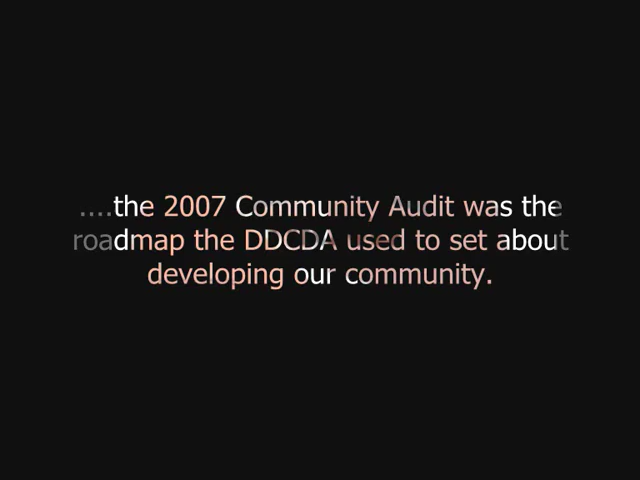 ....the 2007 Community Audit was the
roadmap the DDCDA used to set about
developing our community.